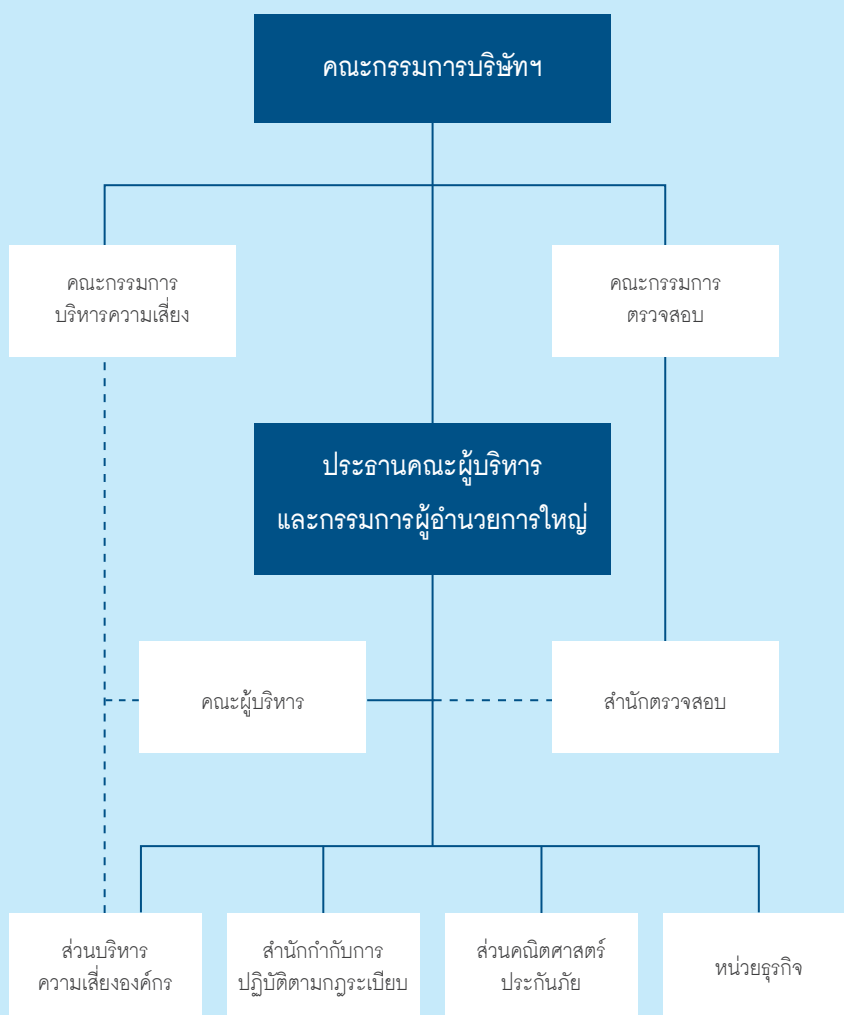 คณะกรรมการบริษัทฯ
คณะกรรมการ
บริหารความเสี่ยง
คณะกรรมการ
ตรวจสอบ
ประธานคณะผู้บริหาร
และกรรมการผู้อำนวยการใหญ่
คณะผู้บริหาร
สำนักตรวจสอบ
ส่วนบริหาร
ความเสี่ยงองค์กร
สำนักกำกับการ
ปฏิบัติตามกฎระเบียบ
ส่วนคณิตศาสตร์
ประกันภัย
หน่วยธุรกิจ